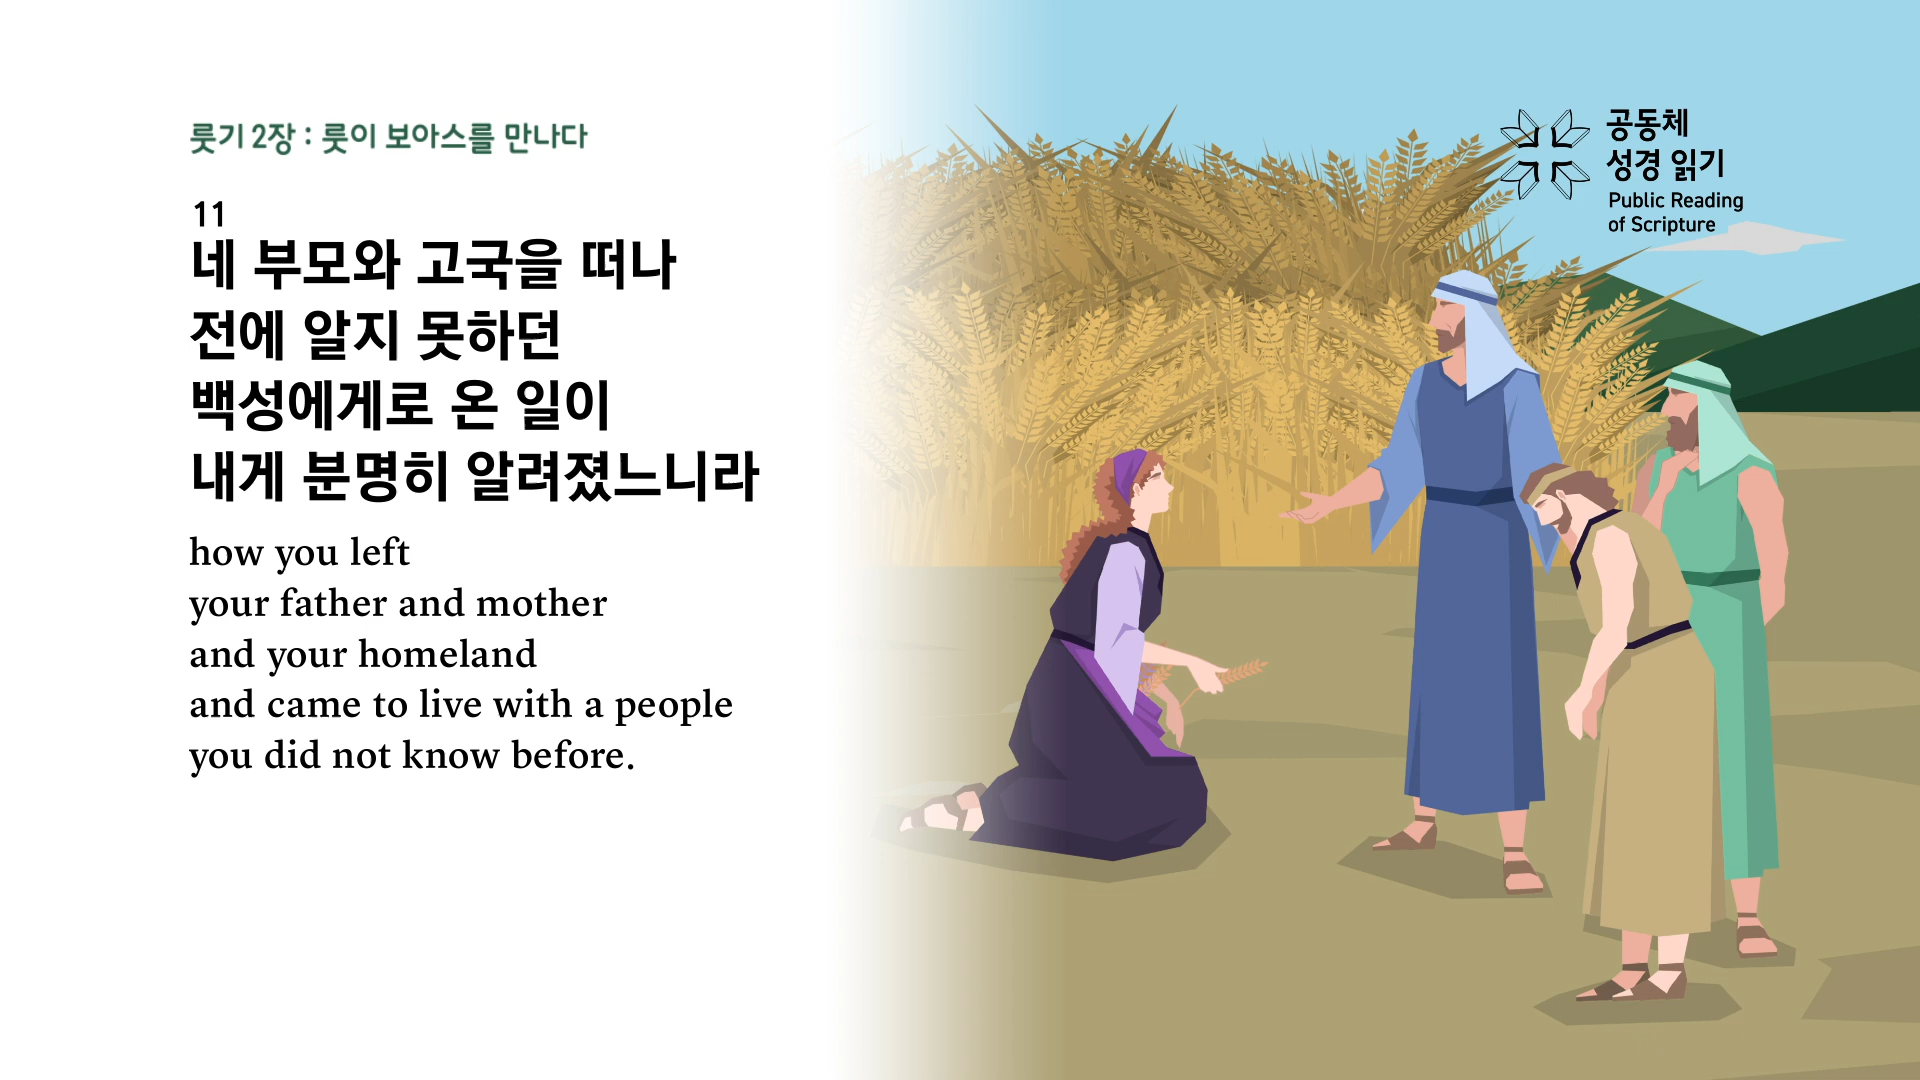 룻기 2장 : 룻이 보아스를 만나다
11
네 부모와 고국을 떠나
전에 알지 못하던
백성에게로 온 일이
내게 분명히 알려졌느니라
how you left
your father and mother
and your homeland
and came to live with a people
you did not know before.
공동체
성경 읽기
Public Reading
of Scripture